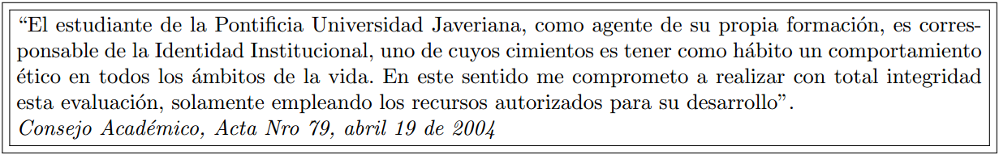 “El estudiante de la Pontificia Universidad Javeriana, como agente de su propia formación, es corres-
ponsable de la Identidad Institucional, uno de cuyos cimientos es tener como hábito un comportamiento
ético en todos los ámbitos de la vida. En este sentido me comprometo a realizar con total integridad
esta evaluación, solamente empleando los recursos autorizados para su desarrollo”.
Consejo Académico, Acta Nro 79, abril 19 de 2004